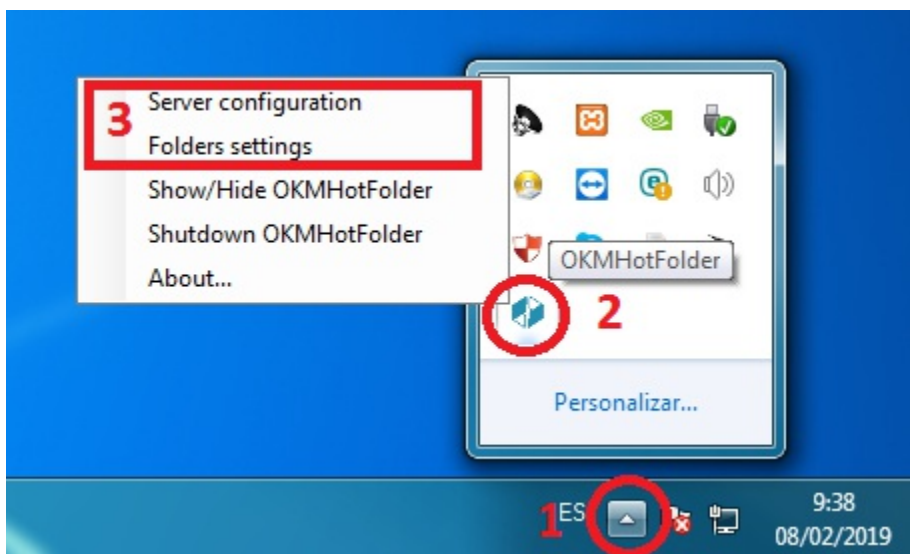 3
Server configuration
Folders settings
Show/Hide OKMHotFolder
Shutdown OKMHotFolder
About...
OKMHotFolder
2
Personalizar...
1
ES
9:38
08/02/2019